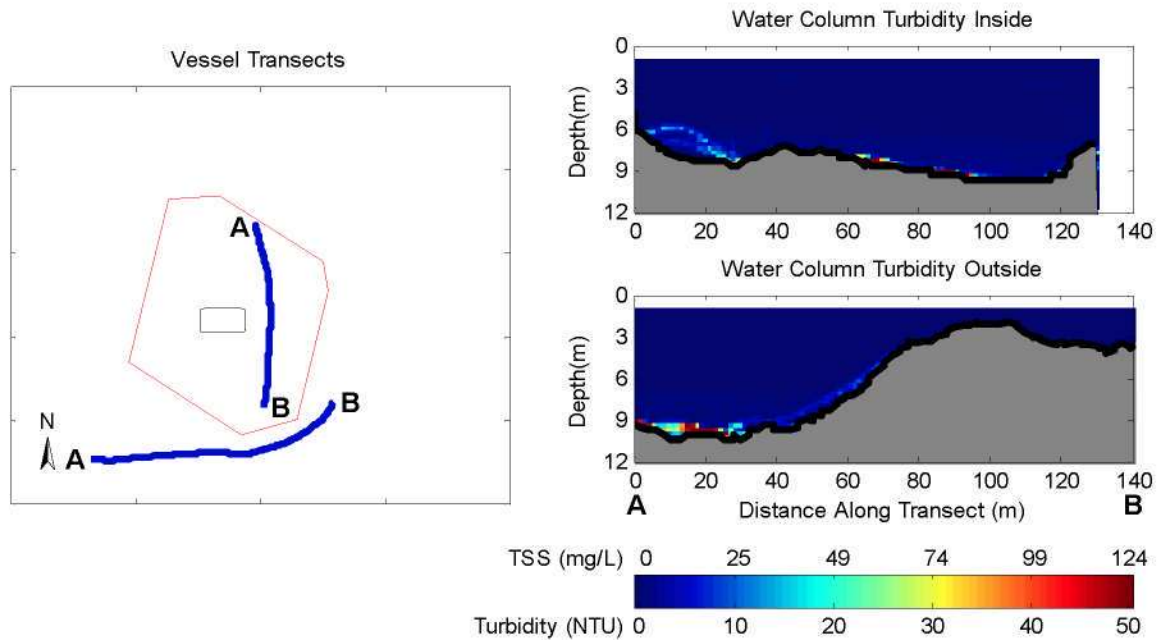 Vessel Transects
A
B
B
A
N
Water Column Turbidity Inside
Depth(m)
0
3
6
9
12
0 20 40 60 80 100 120 140
Water Column Turbidity Outside
Depth(m)
0
3
6
9
12
0 20 40 60 80 100 120 140
A Distance Along Transect (m) B
TSS (mg/L) 0 25 49 74 99 124
Turbidity (NTU) 0 10 20 30 40 50